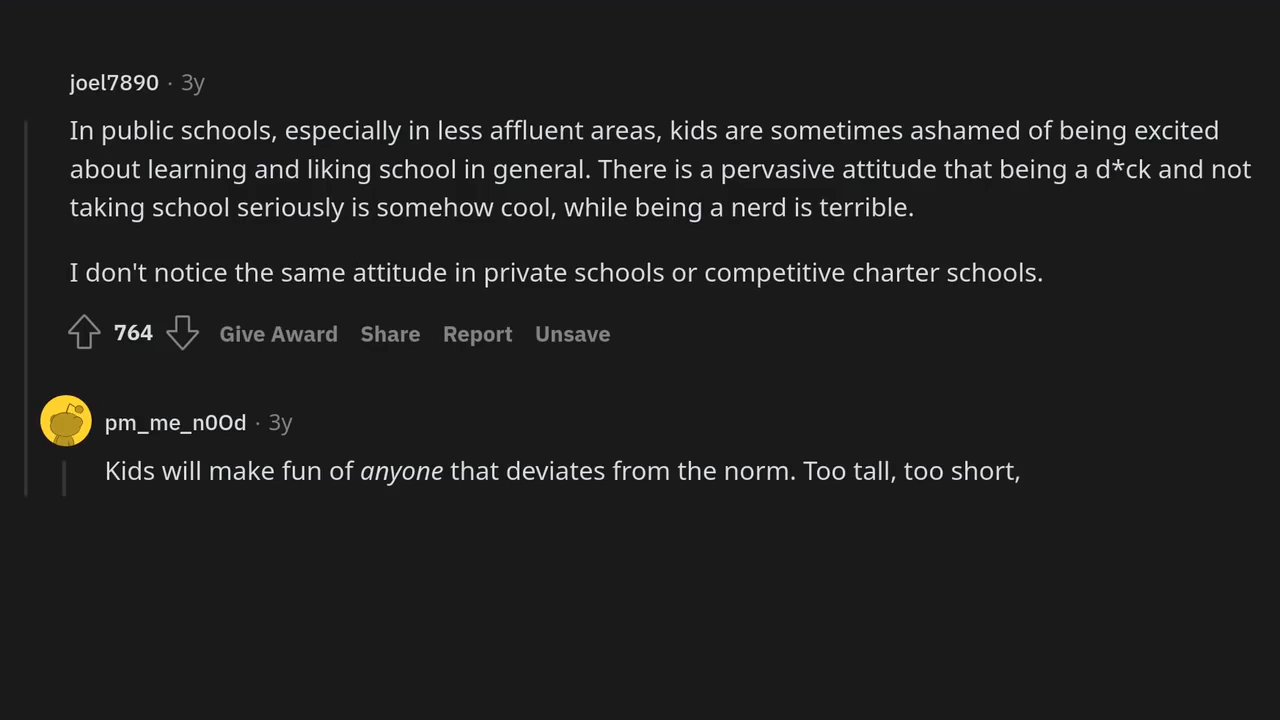 joel7890 · 3y
In public schools, especially in less affluent areas, kids are sometimes ashamed of being excited
about learning and liking school in general. There is a pervasive attitude that being a d*ck and not
taking school seriously is somehow cool, while being a nerd is terrible.
I don't notice the same attitude in private schools or competitive charter schools.
764 Give Award Share Report Unsave
pm_me_n0Od · 3y
Kids will make fun of anyone that deviates from the norm. Too tall, too short,